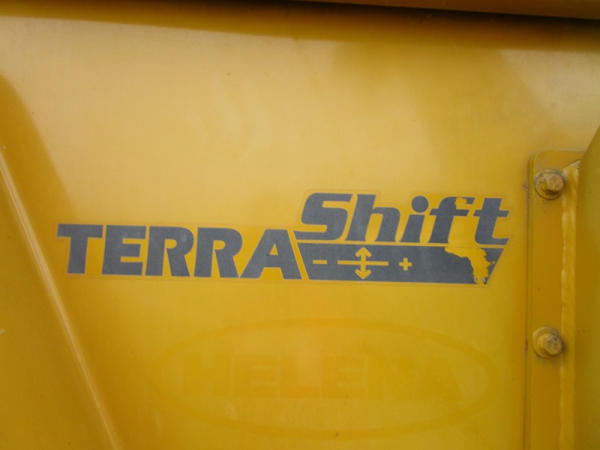 TERRA Shift
- +
HELENA